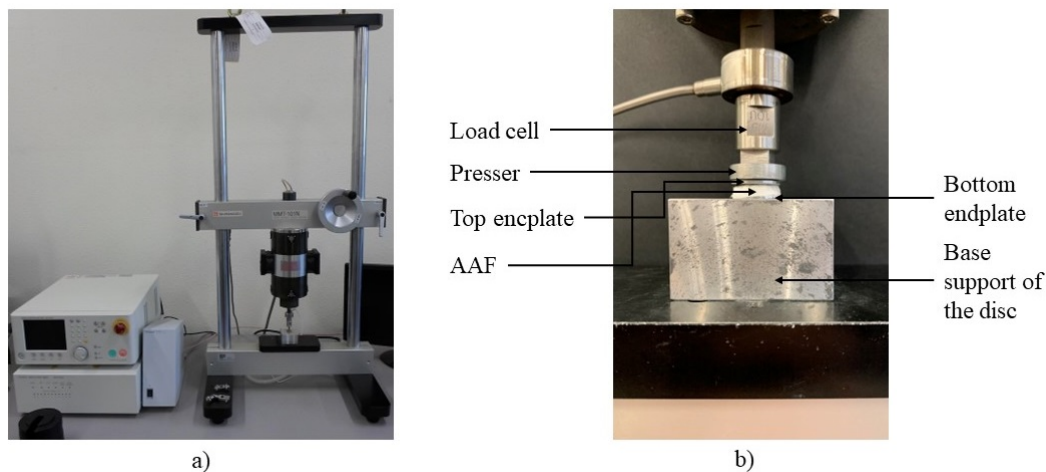 Load cell
Presser
Top encplate
AAF
Bottom
endplate
Base
support of
the disc
a)
b)